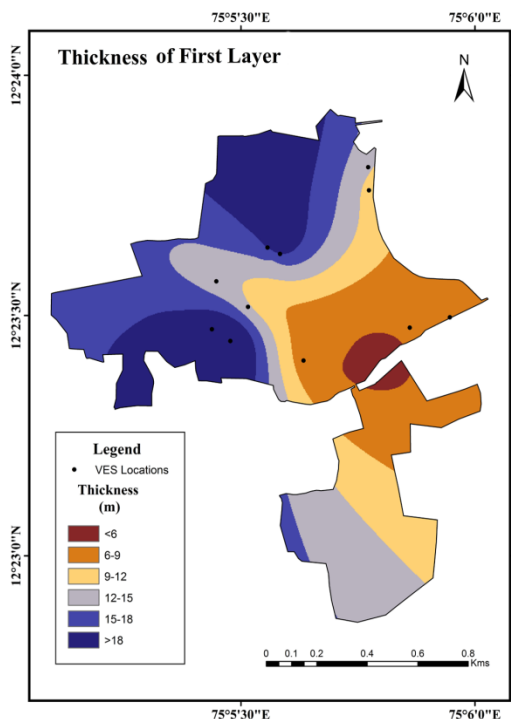 75°5'30"E 75°6'0"E
Thickness of First Layer
N
12°24'0"N
12°23'30"N
12°23'0"N
Legend
VES Locations
Thickness
(m)
<6
6-9
9-12
12-15
15-18
>18
0 0.1 0.2 0.4 0.6 0.8
Kms
75°5'30"E 75°6'0"E